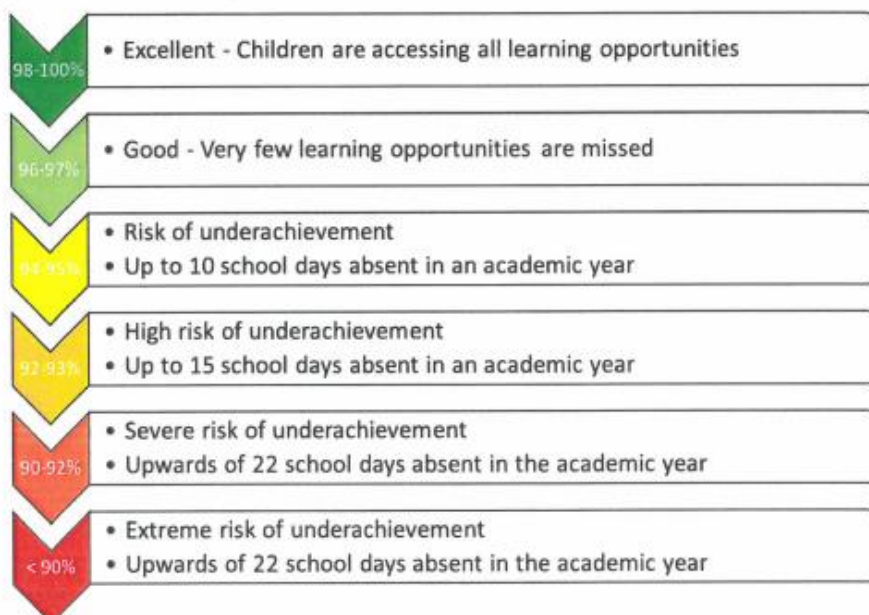 98-100%
• Excellent - Children are accessing all learning opportunities
96-97%
• Good - Very few learning opportunities are missed
94-95%
• Risk of underachievement
• Up to 10 school days absent in an academic year
92-93%
• High risk of underachievement
• Up to 15 school days absent in an academic year
90-92%
• Severe risk of underachievement
• Upwards of 22 school days absent in the academic year
< 90%
• Extreme risk of underachievement
• Upwards of 22 school days absent in the academic year